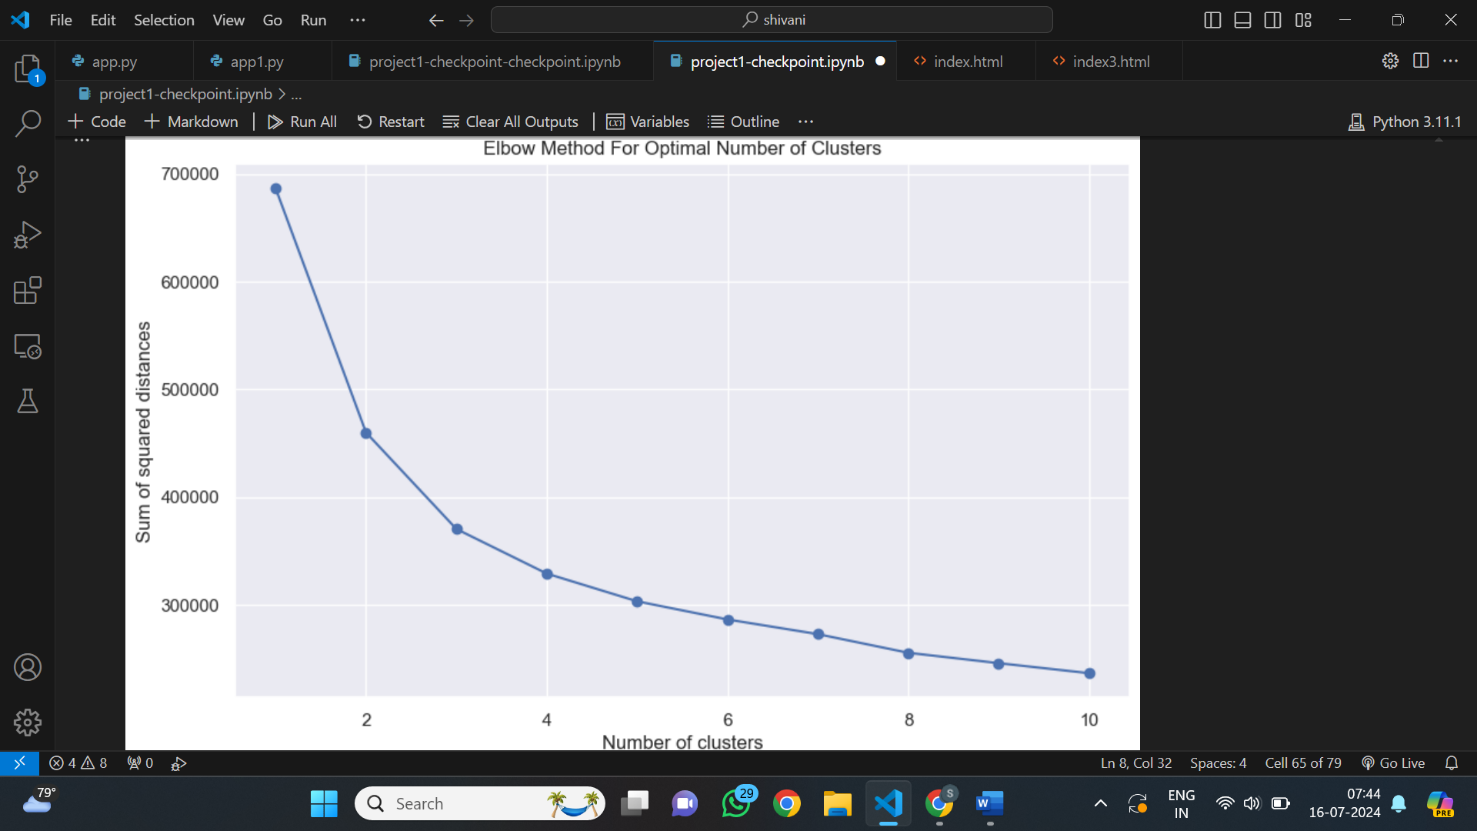 File Edit Selection View Go Run ··· shivani
app.py app1.py project1-checkpoint-checkpoint.ipynb project1-checkpoint.ipynb index.html index3.html ···
1
project1-checkpoint.ipynb > ...
+ Code + Markdown | Run All Restart Clear All Outputs | Variables Outline ··· Python 3.11.1
···
Elbow Method For Optimal Number of Clusters
700000
600000
500000
400000
300000
Sum of squared distances
2 4 6 8 10
Number of clusters
4 8 0 Ln 8, Col 32 Spaces: 4 Cell 65 of 79 Go Live
79°
Search
29
S
W
ENG
IN
07:44
16-07-2024
PRE